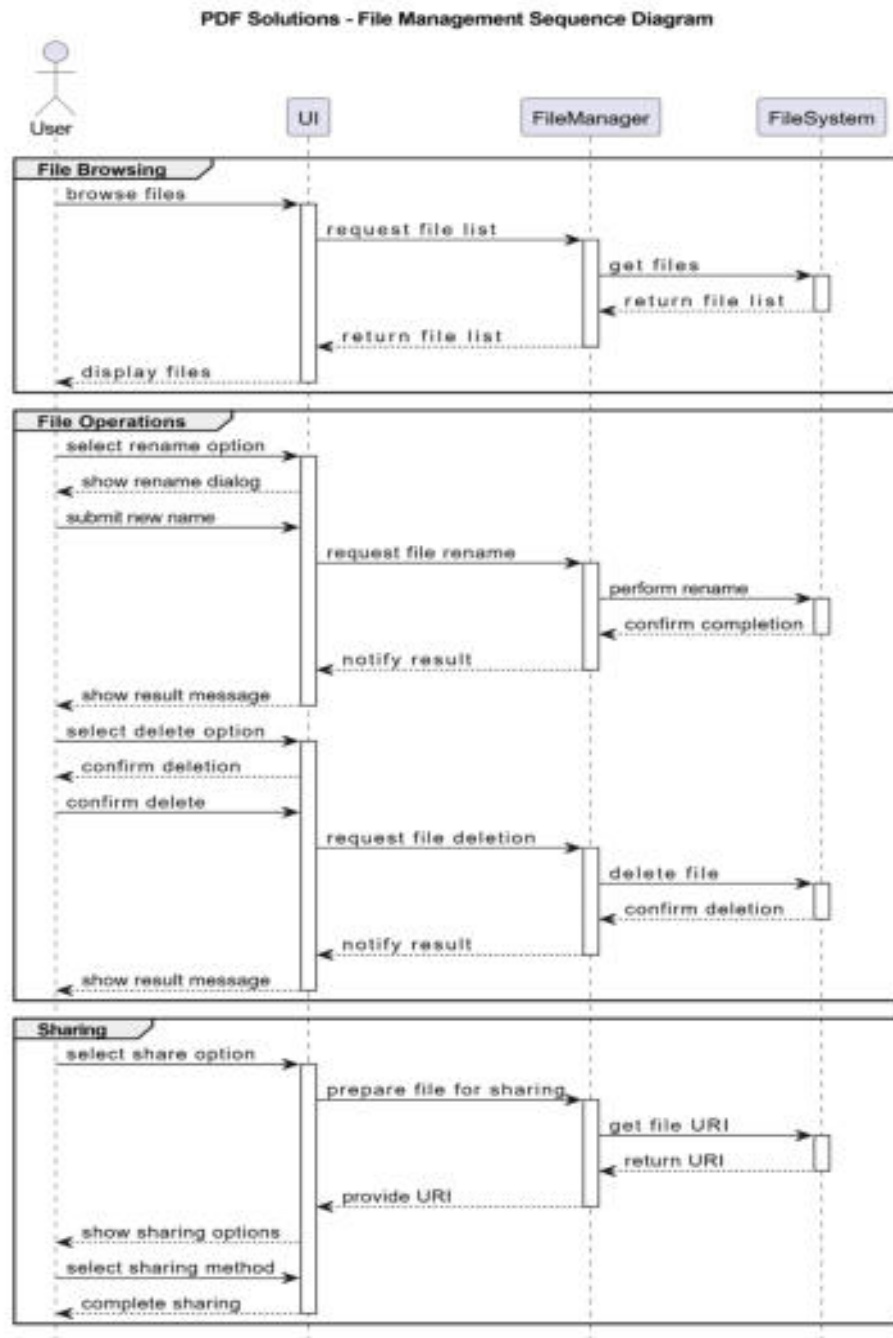 PDF Solutions - File Management Sequence Diagram
User
UI
FileManager
FileSystem
File Browsing
browse files
request file list
get files
return file list
return file list
display files
File Operations
select rename option
show rename dialog
submit new name
request file rename
perform rename
confirm completion
notify result
show result message
select delete option
confirm deletion
confirm delete
request file deletion
delete file
confirm deletion
notify result
show result message
Sharing
select share option
prepare file for sharing
get file URI
return URI
provide URI
show sharing options
select sharing method
complete sharing